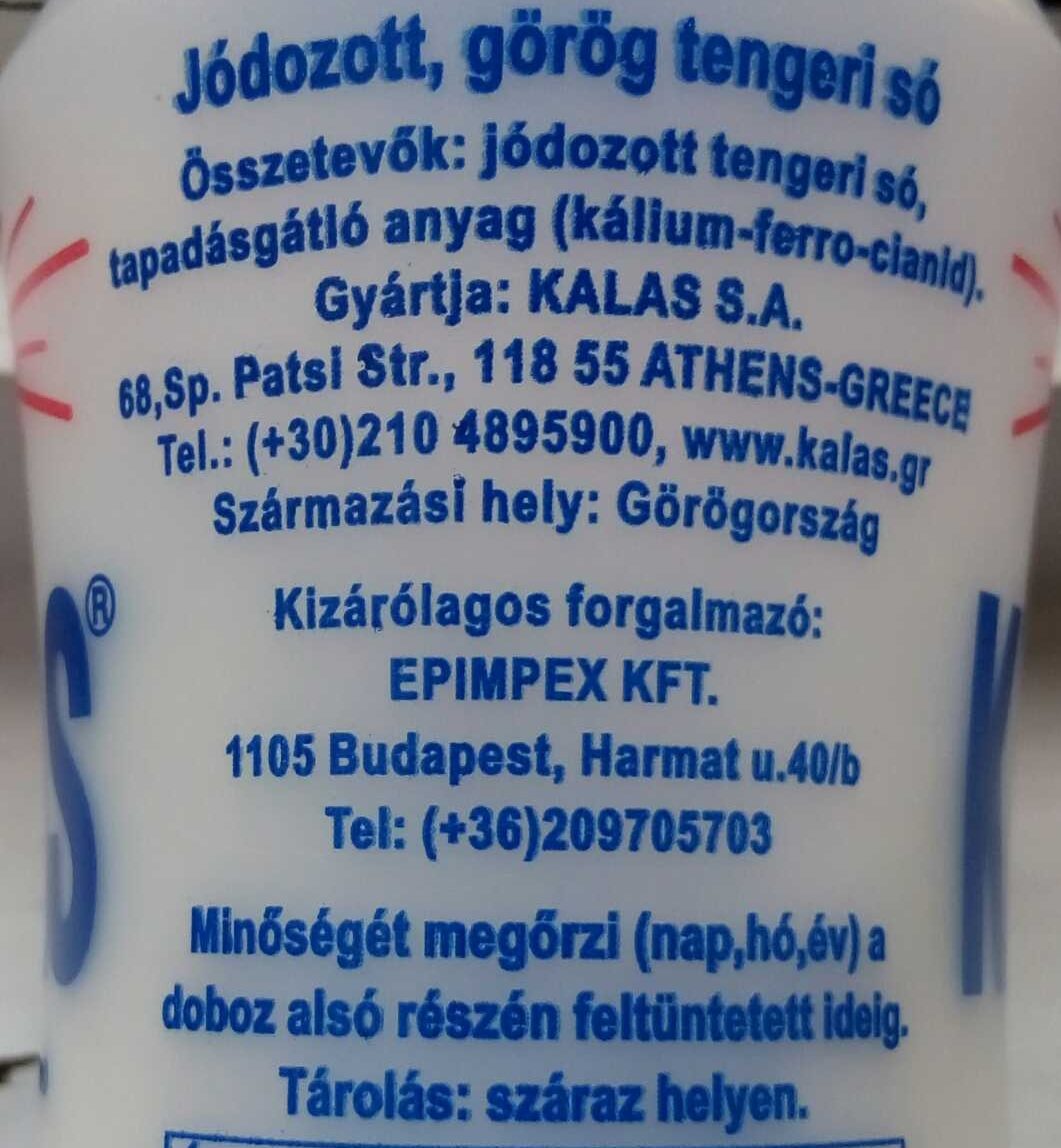 Jódozott, görög tengeri só
Összetevők: jódozott tengeri só,
tapadásgátló anyag (kálium-ferro-cianid).
Gyártja: KALAS S.A.
68,Sp. Patsi Str., 118 55 ATHENS-GREECE
Tel.: (+30)210 4895900, www.kalas.gr
Származási hely: Görögország
S®
K
Kizárólagos forgalmazó:
EPIMPEX KFT.
1105 Budapest, Harmat u.40/b
Tel: (+36)209705703
Minőségét megőrzi (nap,hó,év) a
doboz alsó részén feltüntetett ideig.
Tárolás: száraz helyen.